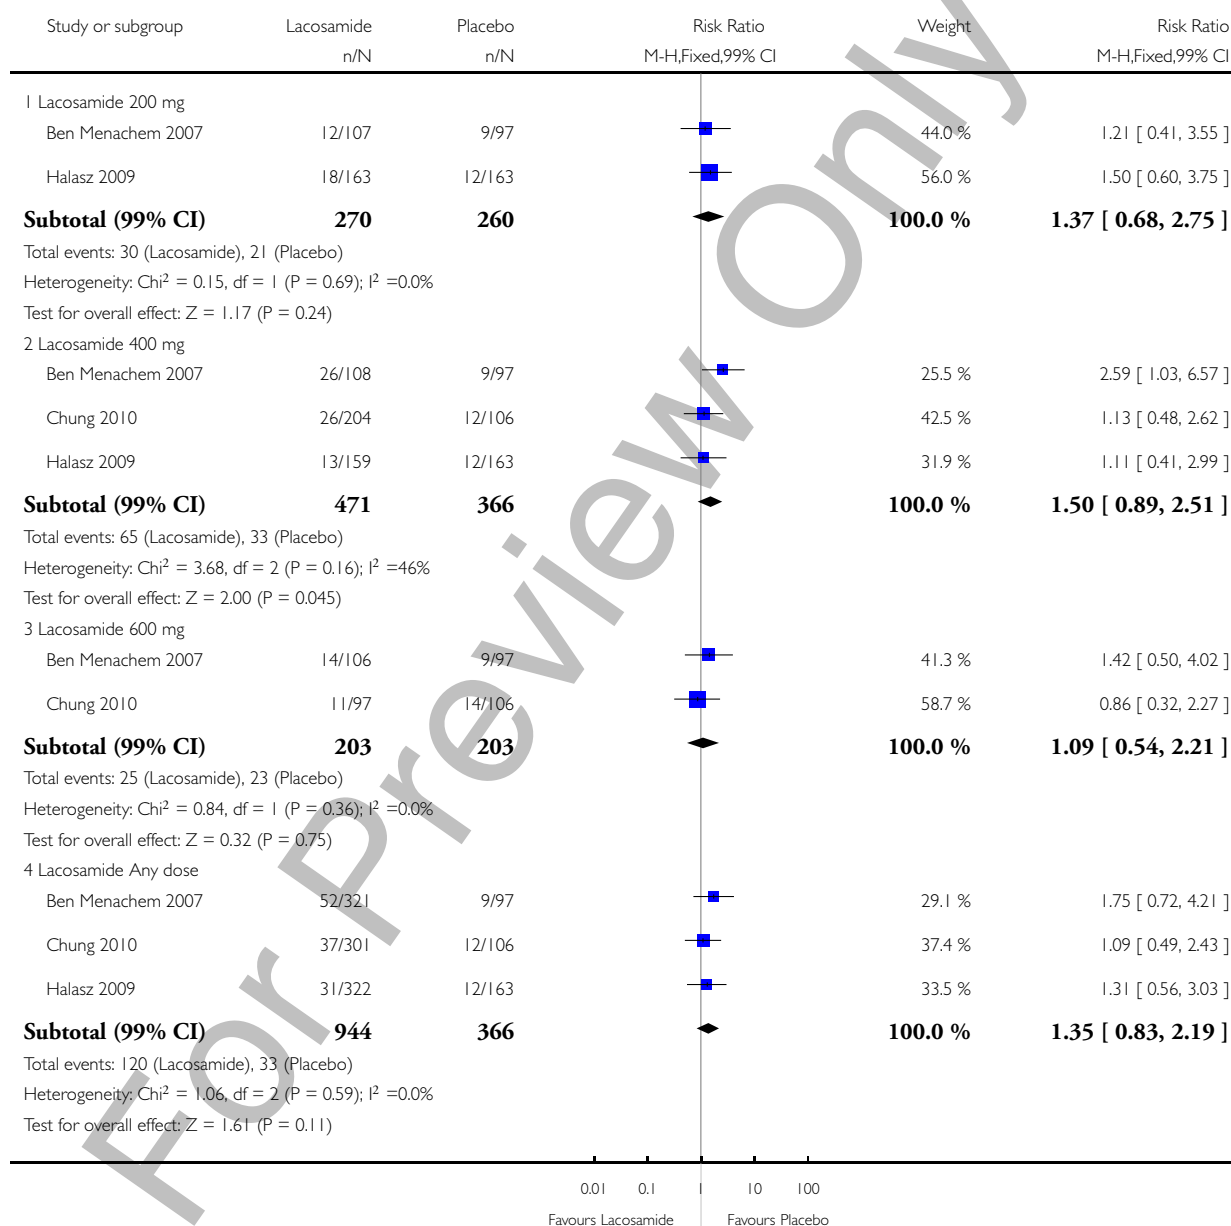 Study or subgroup Lacosamide Placebo Risk Ratio Weight Risk Ratio
n/N n/N M-H,Fixed,99% CI M-H,Fixed,99% CI
1 Lacosamide 200 mg
Ben Menachem 2007 12/107 9/97 44.0 % 1.21 [ 0.41, 3.55 ]
Halasz 2009 18/163 12/163 56.0 % 1.50 [ 0.60, 3.75 ]
Subtotal (99% CI) 270 260 100.0 % 1.37 [ 0.68, 2.75 ]
Total events: 30 (Lacosamide), 21 (Placebo)
Heterogeneity: Chi² = 0.15, df = 1 (P = 0.69); I² =0.0%
Test for overall effect: Z = 1.17 (P = 0.24)
2 Lacosamide 400 mg
Ben Menachem 2007 26/108 9/97 25.5 % 2.59 [ 1.03, 6.57 ]
Chung 2010 26/204 12/106 42.5 % 1.13 [ 0.48, 2.62 ]
Halasz 2009 13/159 12/163 31.9 % 1.11 [ 0.41, 2.99 ]
Subtotal (99% CI) 471 366 100.0 % 1.50 [ 0.89, 2.51 ]
Total events: 65 (Lacosamide), 33 (Placebo)
Heterogeneity: Chi² = 3.68, df = 2 (P = 0.16); I² =46%
Test for overall effect: Z = 2.00 (P = 0.045)
3 Lacosamide 600 mg
Ben Menachem 2007 14/106 9/97 41.3 % 1.42 [ 0.50, 4.02 ]
Chung 2010 11/97 14/106 58.7 % 0.86 [ 0.32, 2.27 ]
Subtotal (99% CI) 203 203 100.0 % 1.09 [ 0.54, 2.21 ]
Total events: 25 (Lacosamide), 23 (Placebo)
Heterogeneity: Chi² = 0.84, df = 1 (P = 0.36); I² =0.0%
Test for overall effect: Z = 0.32 (P = 0.75)
4 Lacosamide Any dose
Ben Menachem 2007 52/321 9/97 29.1 % 1.75 [ 0.72, 4.21 ]
Chung 2010 37/301 12/106 37.4 % 1.09 [ 0.49, 2.43 ]
Halasz 2009 31/322 12/163 33.5 % 1.31 [ 0.56, 3.03 ]
Subtotal (99% CI) 944 366 100.0 % 1.35 [ 0.83, 2.19 ]
Total events: 120 (Lacosamide), 33 (Placebo)
Heterogeneity: Chi² = 1.06, df = 2 (P = 0.59); I² =0.0%
Test for overall effect: Z = 1.61 (P = 0.11)
0.01 0.1 1 10 100
Favours Lacosamide Favours Placebo
For Preview Only